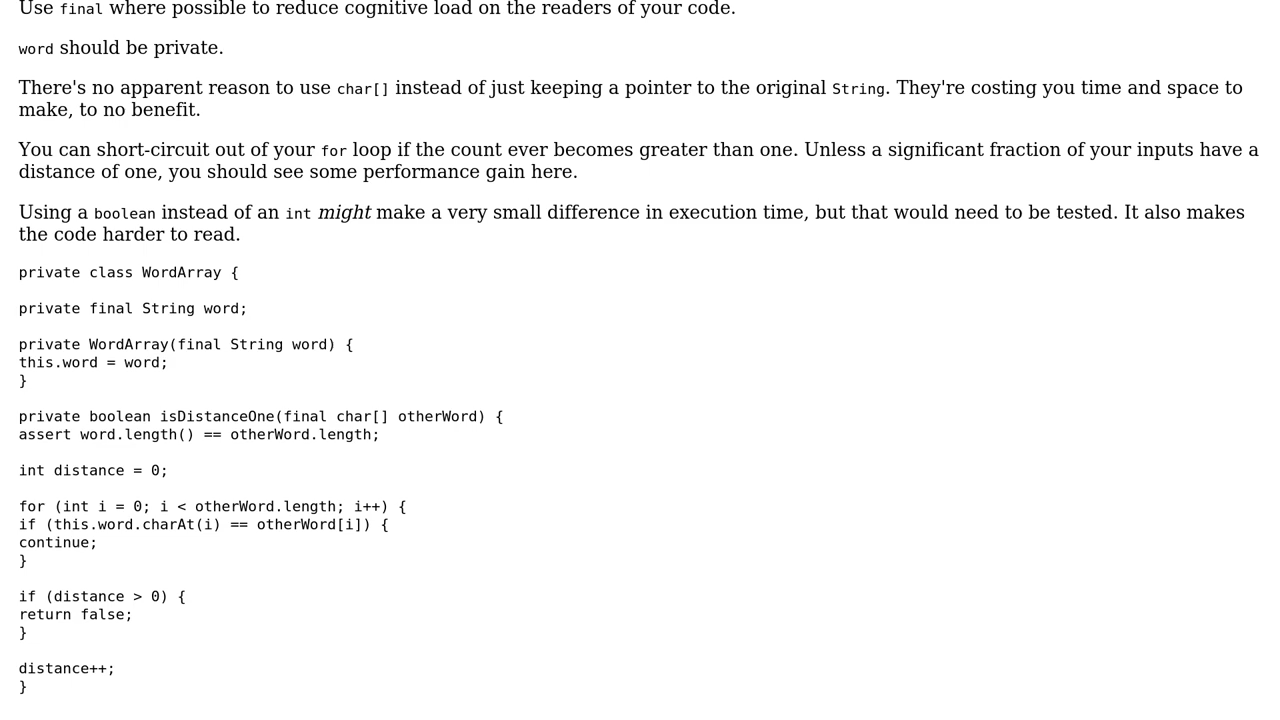 Use final where possible to reduce cognitive load on the readers of your code.
word should be private.
There's no apparent reason to use char[] instead of just keeping a pointer to the original String. They're costing you time and space to
make, to no benefit.
You can short-circuit out of your for loop if the count ever becomes greater than one. Unless a significant fraction of your inputs have a
distance of one, you should see some performance gain here.
Using a boolean instead of an int might make a very small difference in execution time, but that would need to be tested. It also makes
the code harder to read.
private class WordArray {
private final String word;
private WordArray(final String word) {
this.word = word;
}
private boolean isDistanceOne(final char[] otherWord) {
assert word.length() == otherWord.length;
int distance = 0;
for (int i = 0; i < otherWord.length; i++) {
if (this.word.charAt(i) == otherWord[i]) {
continue;
}
if (distance > 0) {
return false;
}
distance++;
}